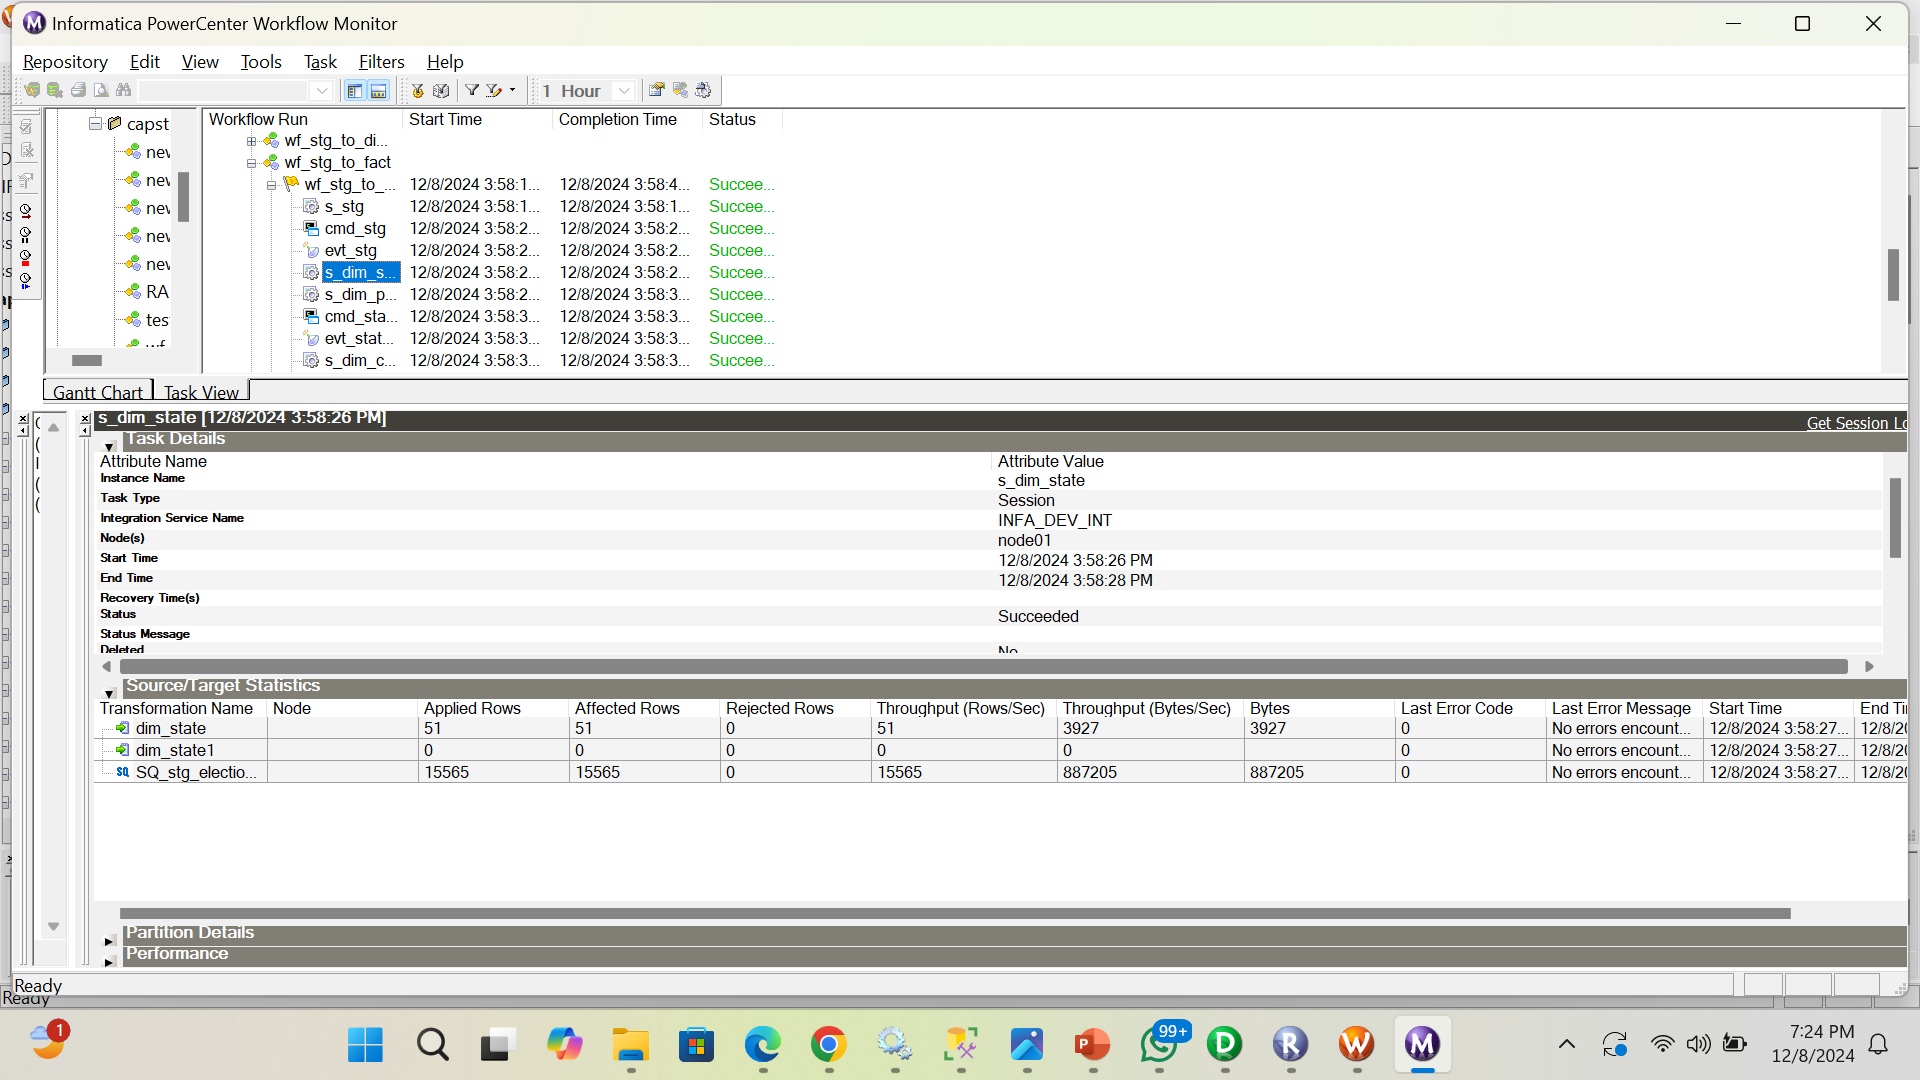 Informatica PowerCenter Workflow Monitor
Repository Edit View Tools Task Filters Help
1 Hour
capst
new
new
new
new
new
RA
tes
wf
Workflow Run Start Time Completion Time Status
wf_stg_to_di...
wf_stg_to_fact
wf_stg_to_... 12/8/2024 3:58:1... 12/8/2024 3:58:4... Succee...
s_stg 12/8/2024 3:58:1... 12/8/2024 3:58:1... Succee...
cmd_stg 12/8/2024 3:58:2... 12/8/2024 3:58:2... Succee...
evt_stg 12/8/2024 3:58:2... 12/8/2024 3:58:2... Succee...
s_dim_s... 12/8/2024 3:58:2... 12/8/2024 3:58:2... Succee...
s_dim_p... 12/8/2024 3:58:2... 12/8/2024 3:58:3... Succee...
cmd_sta... 12/8/2024 3:58:3... 12/8/2024 3:58:3... Succee...
evt_stat... 12/8/2024 3:58:3... 12/8/2024 3:58:3... Succee...
s_dim_c... 12/8/2024 3:58:3... 12/8/2024 3:58:3... Succee...
Gantt Chart Task View
s_dim_state [12/8/2024 3:58:26 PM] Get Session Lo
Task Details
Attribute Name Attribute Value
Instance Name s_dim_state
Task Type Session
Integration Service Name INFA_DEV_INT
Node(s) node01
Start Time 12/8/2024 3:58:26 PM
End Time 12/8/2024 3:58:28 PM
Recovery Time(s)
Status Succeeded
Status Message
Deleted No
Source/Target Statistics
Transformation Name Node Applied Rows Affected Rows Rejected Rows Throughput (Rows/Sec) Throughput (Bytes/Sec) Bytes Last Error Code Last Error Message Start Time End Ti
dim_state 51 51 0 51 3927 3927 0 No errors encount... 12/8/2024 3:58:27... 12/8/20
dim_state1 0 0 0 0 0 0 No errors encount... 12/8/2024 3:58:27... 12/8/20
SQ SQ_stg_electio... 15565 15565 0 15565 887205 887205 0 No errors encount... 12/8/2024 3:58:27... 12/8/20
Partition Details
Performance
Ready
Ready
1
99+
P D R W M
7:24 PM
12/8/2024